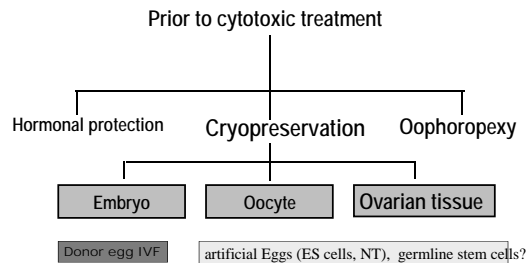 Prior to cytotoxic treatment
Hormonal protection Cryopreservation Oophoropexy
Embryo Oocyte Ovarian tissue
Donor egg IVF artificial Eggs (ES cells, NT), germline stem cells?